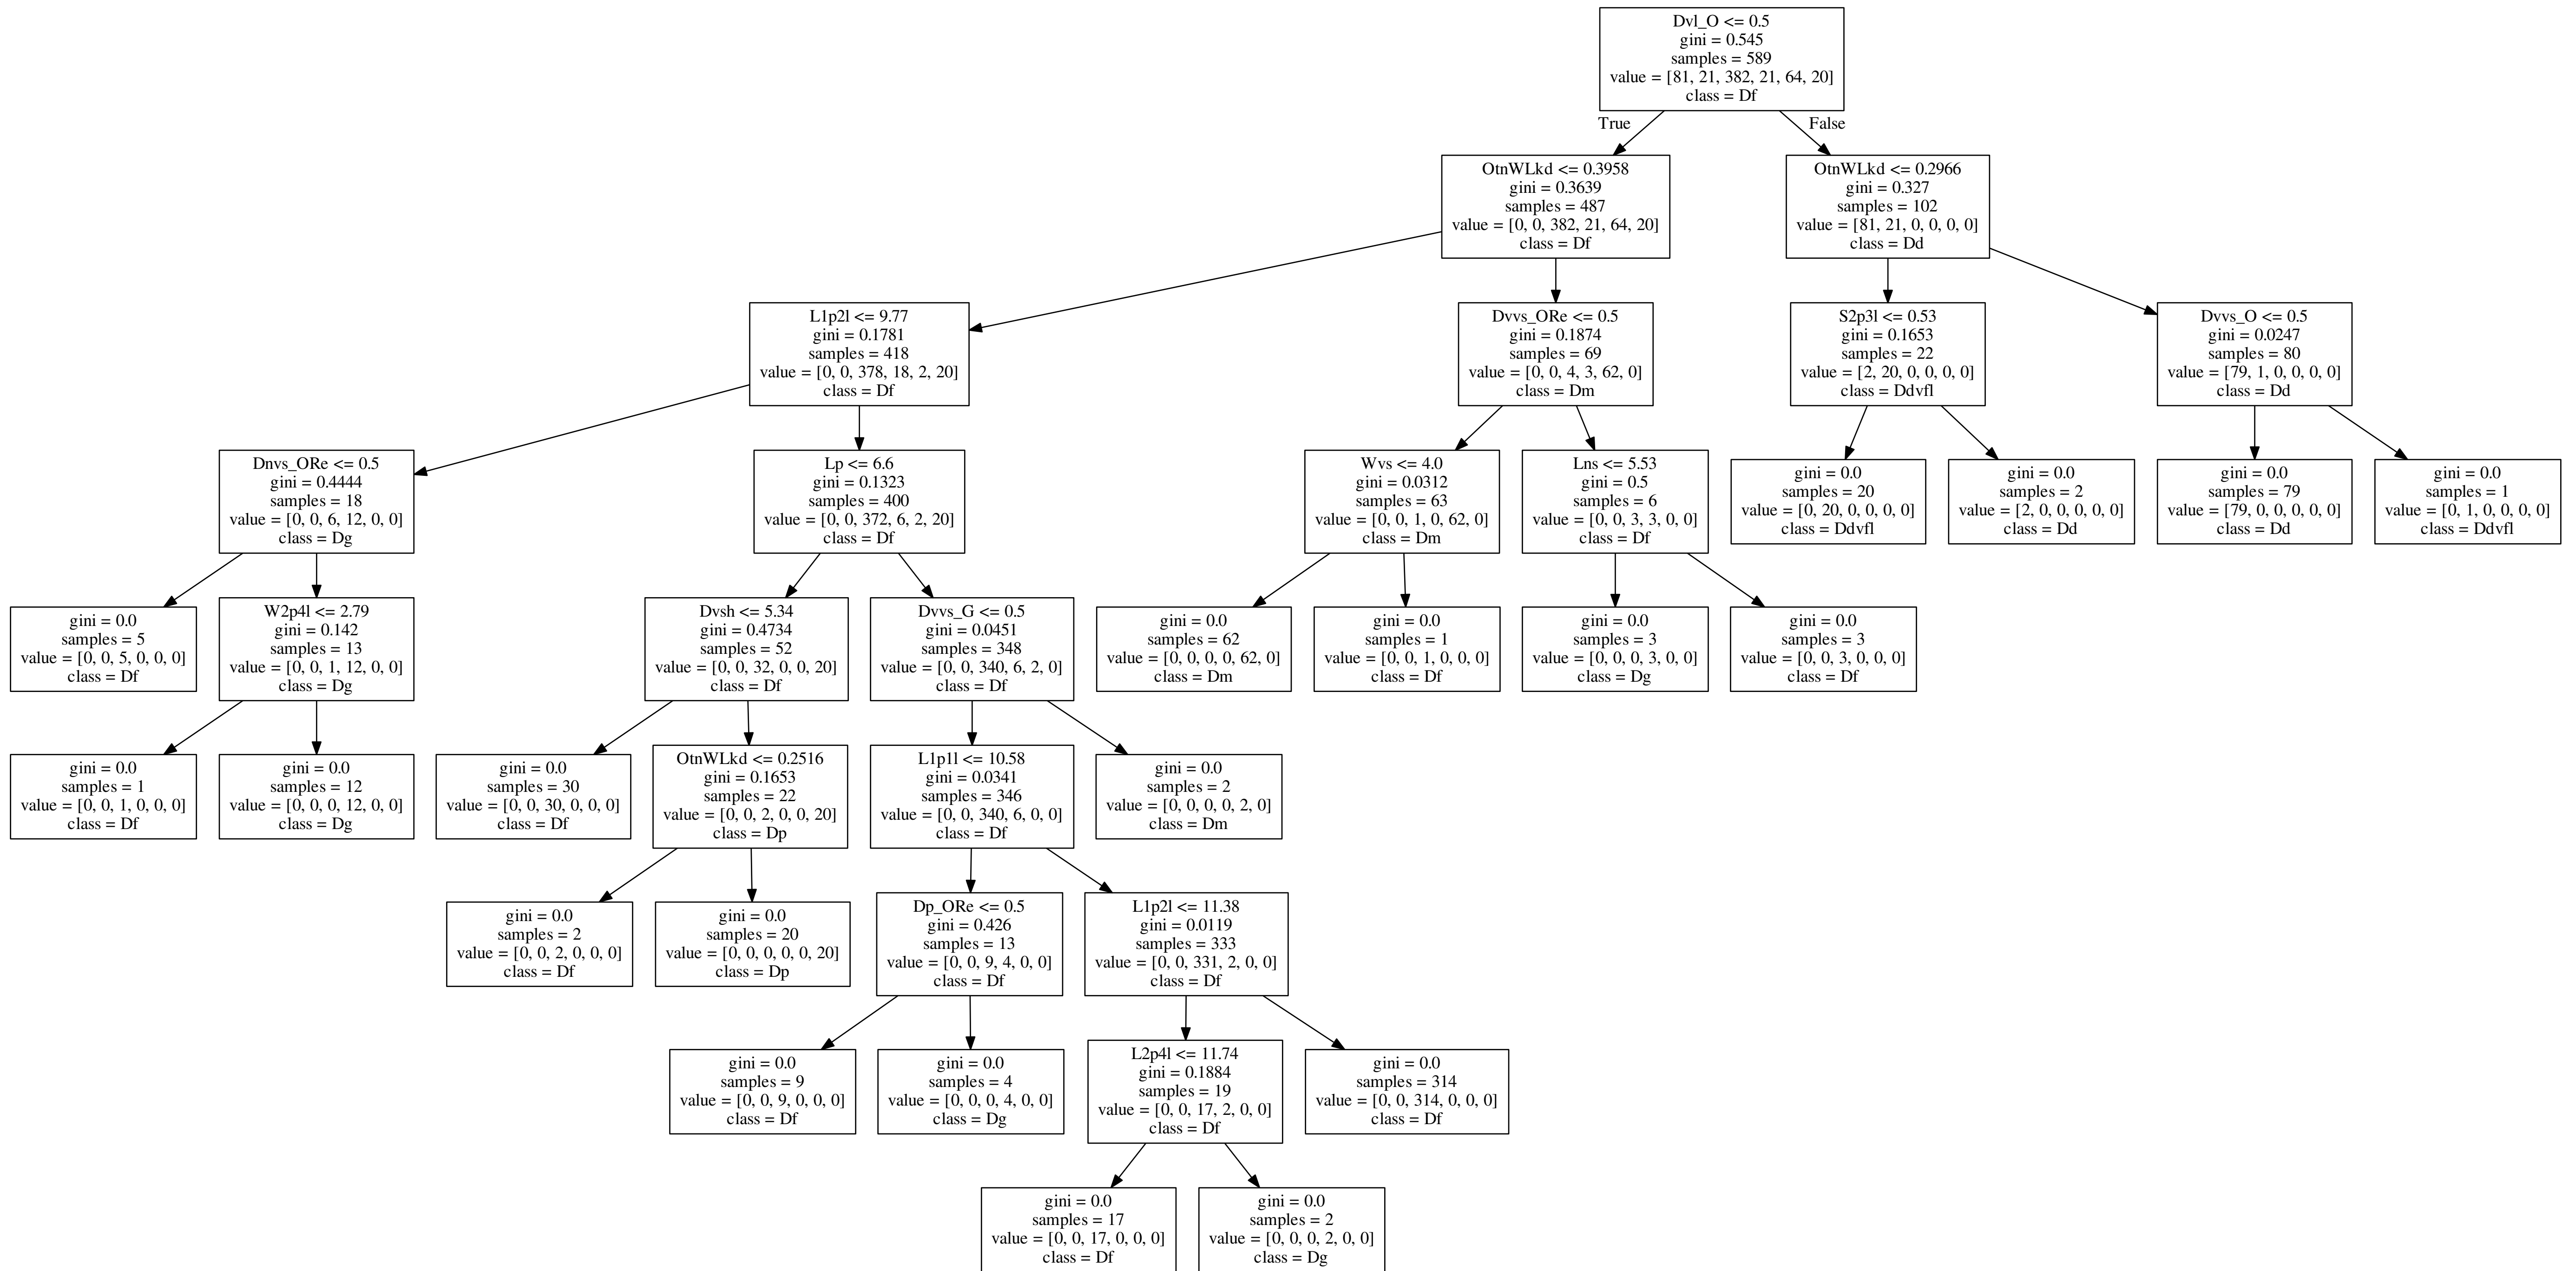 Dvl_O <= 0.5
gini = 0.545
samples = 589
value = [81, 21, 382, 21, 64, 20]
class = Df
True
False
OtnWLkd <= 0.3958
gini = 0.3639
samples = 487
value = [0, 0, 382, 21, 64, 20]
class = Df
OtnWLkd <= 0.2966
gini = 0.327
samples = 102
value = [81, 21, 0, 0, 0, 0]
class = Dd
L1p2l <= 9.77
gini = 0.1781
samples = 418
value = [0, 0, 378, 18, 2, 20]
class = Df
Dvvs_ORe <= 0.5
gini = 0.1874
samples = 69
value = [0, 0, 4, 3, 62, 0]
class = Dm
S2p3l <= 0.53
gini = 0.1653
samples = 22
value = [2, 20, 0, 0, 0, 0]
class = Ddvfl
Dvvs_O <= 0.5
gini = 0.0247
samples = 80
value = [79, 1, 0, 0, 0, 0]
class = Dd
Dnvs_ORe <= 0.5
gini = 0.4444
samples = 18
value = [0, 0, 6, 12, 0, 0]
class = Dg
Lp <= 6.6
gini = 0.1323
samples = 400
value = [0, 0, 372, 6, 2, 20]
class = Df
Wvs <= 4.0
gini = 0.0312
samples = 63
value = [0, 0, 1, 0, 62, 0]
class = Dm
Lns <= 5.53
gini = 0.5
samples = 6
value = [0, 0, 3, 3, 0, 0]
class = Df
gini = 0.0
samples = 20
value = [0, 20, 0, 0, 0, 0]
class = Ddvfl
gini = 0.0
samples = 2
value = [2, 0, 0, 0, 0, 0]
class = Dd
gini = 0.0
samples = 79
value = [79, 0, 0, 0, 0, 0]
class = Dd
gini = 0.0
samples = 1
value = [0, 1, 0, 0, 0, 0]
class = Ddvfl
gini = 0.0
samples = 5
value = [0, 0, 5, 0, 0, 0]
class = Df
W2p4l <= 2.79
gini = 0.142
samples = 13
value = [0, 0, 1, 12, 0, 0]
class = Dg
Dvsh <= 5.34
gini = 0.4734
samples = 52
value = [0, 0, 32, 0, 0, 20]
class = Df
Dvvs_G <= 0.5
gini = 0.0451
samples = 348
value = [0, 0, 340, 6, 2, 0]
class = Df
gini = 0.0
samples = 62
value = [0, 0, 0, 0, 62, 0]
class = Dm
gini = 0.0
samples = 1
value = [0, 0, 1, 0, 0, 0]
class = Df
gini = 0.0
samples = 3
value = [0, 0, 0, 3, 0, 0]
class = Dg
gini = 0.0
samples = 3
value = [0, 0, 3, 0, 0, 0]
class = Df
gini = 0.0
samples = 1
value = [0, 0, 1, 0, 0, 0]
class = Df
gini = 0.0
samples = 12
value = [0, 0, 0, 12, 0, 0]
class = Dg
gini = 0.0
samples = 30
value = [0, 0, 30, 0, 0, 0]
class = Df
OtnWLkd <= 0.2516
gini = 0.1653
samples = 22
value = [0, 0, 2, 0, 0, 20]
class = Dp
L1p1l <= 10.58
gini = 0.0341
samples = 346
value = [0, 0, 340, 6, 0, 0]
class = Df
gini = 0.0
samples = 2
value = [0, 0, 0, 0, 2, 0]
class = Dm
gini = 0.0
samples = 2
value = [0, 0, 2, 0, 0, 0]
class = Df
gini = 0.0
samples = 20
value = [0, 0, 0, 0, 0, 20]
class = Dp
Dp_ORe <= 0.5
gini = 0.426
samples = 13
value = [0, 0, 9, 4, 0, 0]
class = Df
L1p2l <= 11.38
gini = 0.0119
samples = 333
value = [0, 0, 331, 2, 0, 0]
class = Df
gini = 0.0
samples = 9
value = [0, 0, 9, 0, 0, 0]
class = Df
gini = 0.0
samples = 4
value = [0, 0, 0, 4, 0, 0]
class = Dg
L2p4l <= 11.74
gini = 0.1884
samples = 19
value = [0, 0, 17, 2, 0, 0]
class = Df
gini = 0.0
samples = 314
value = [0, 0, 314, 0, 0, 0]
class = Df
gini = 0.0
samples = 17
value = [0, 0, 17, 0, 0, 0]
class = Df
gini = 0.0
samples = 2
value = [0, 0, 0, 2, 0, 0]
class = Dg